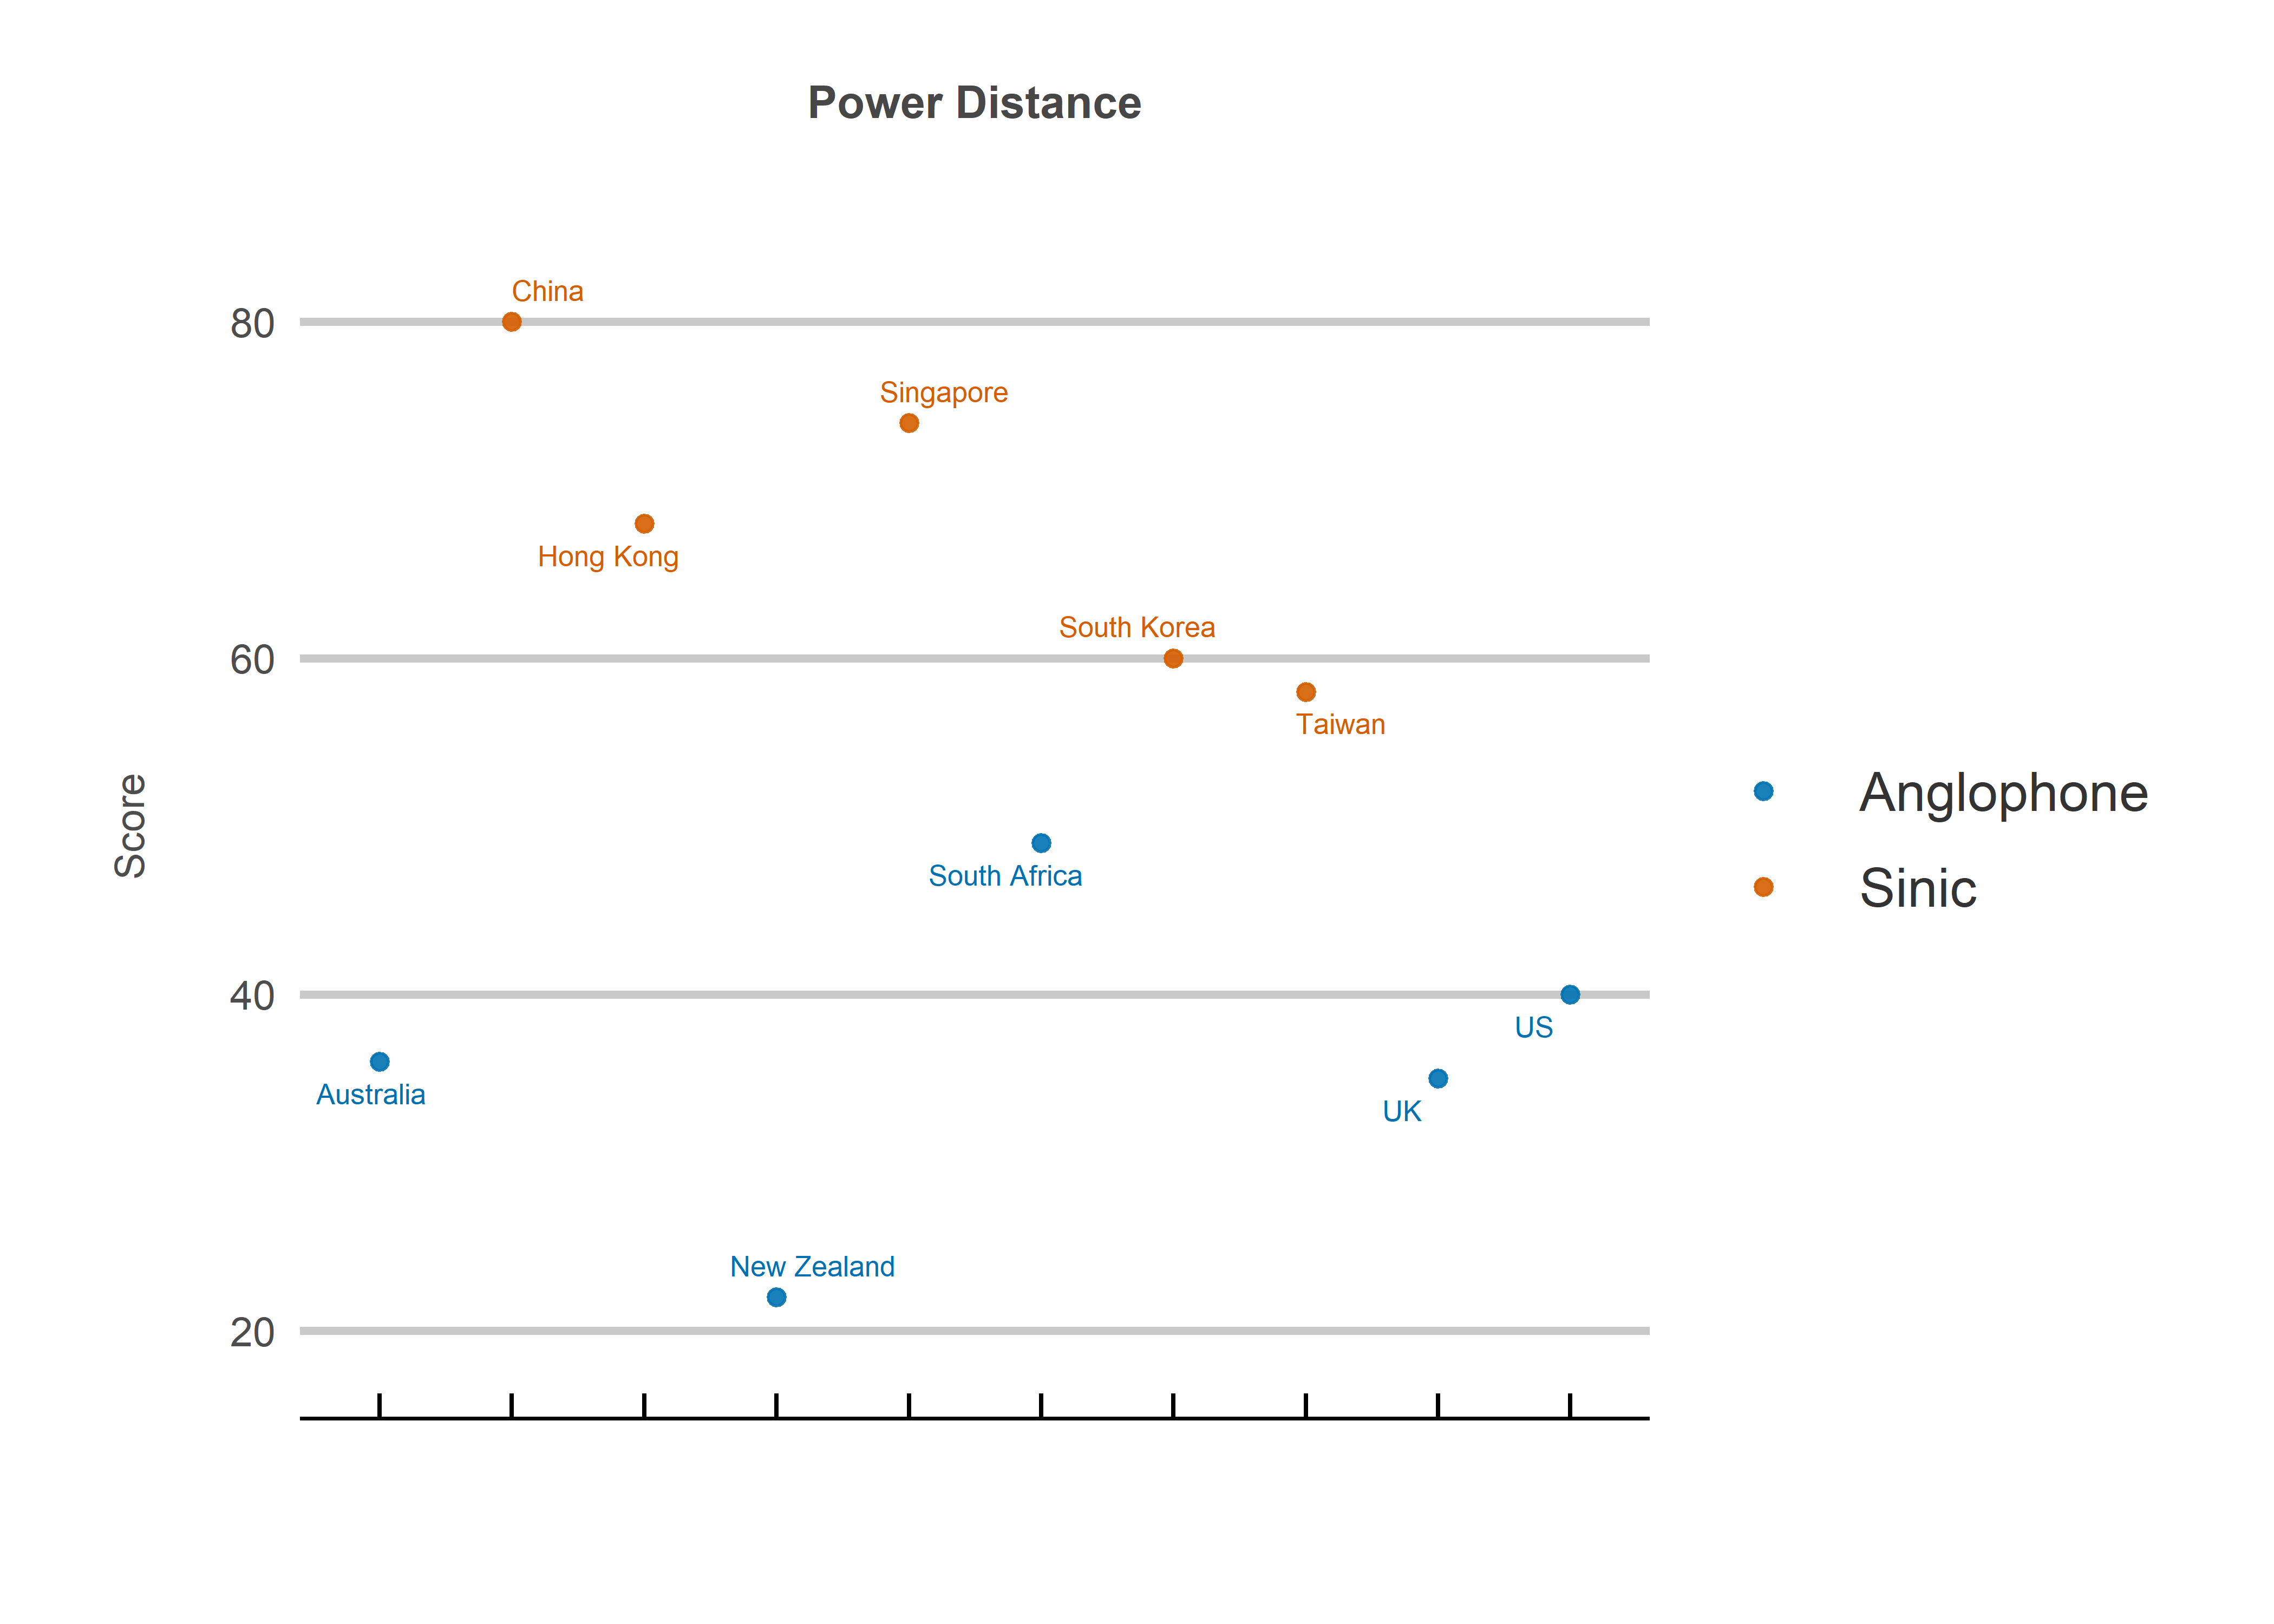 Power Distance
China
80
Singapore
Hong Kong
South Korea
60
Taiwan
Score
Anglophone
South Africa
Sinic
40
US
Australia
UK
New Zealand
20